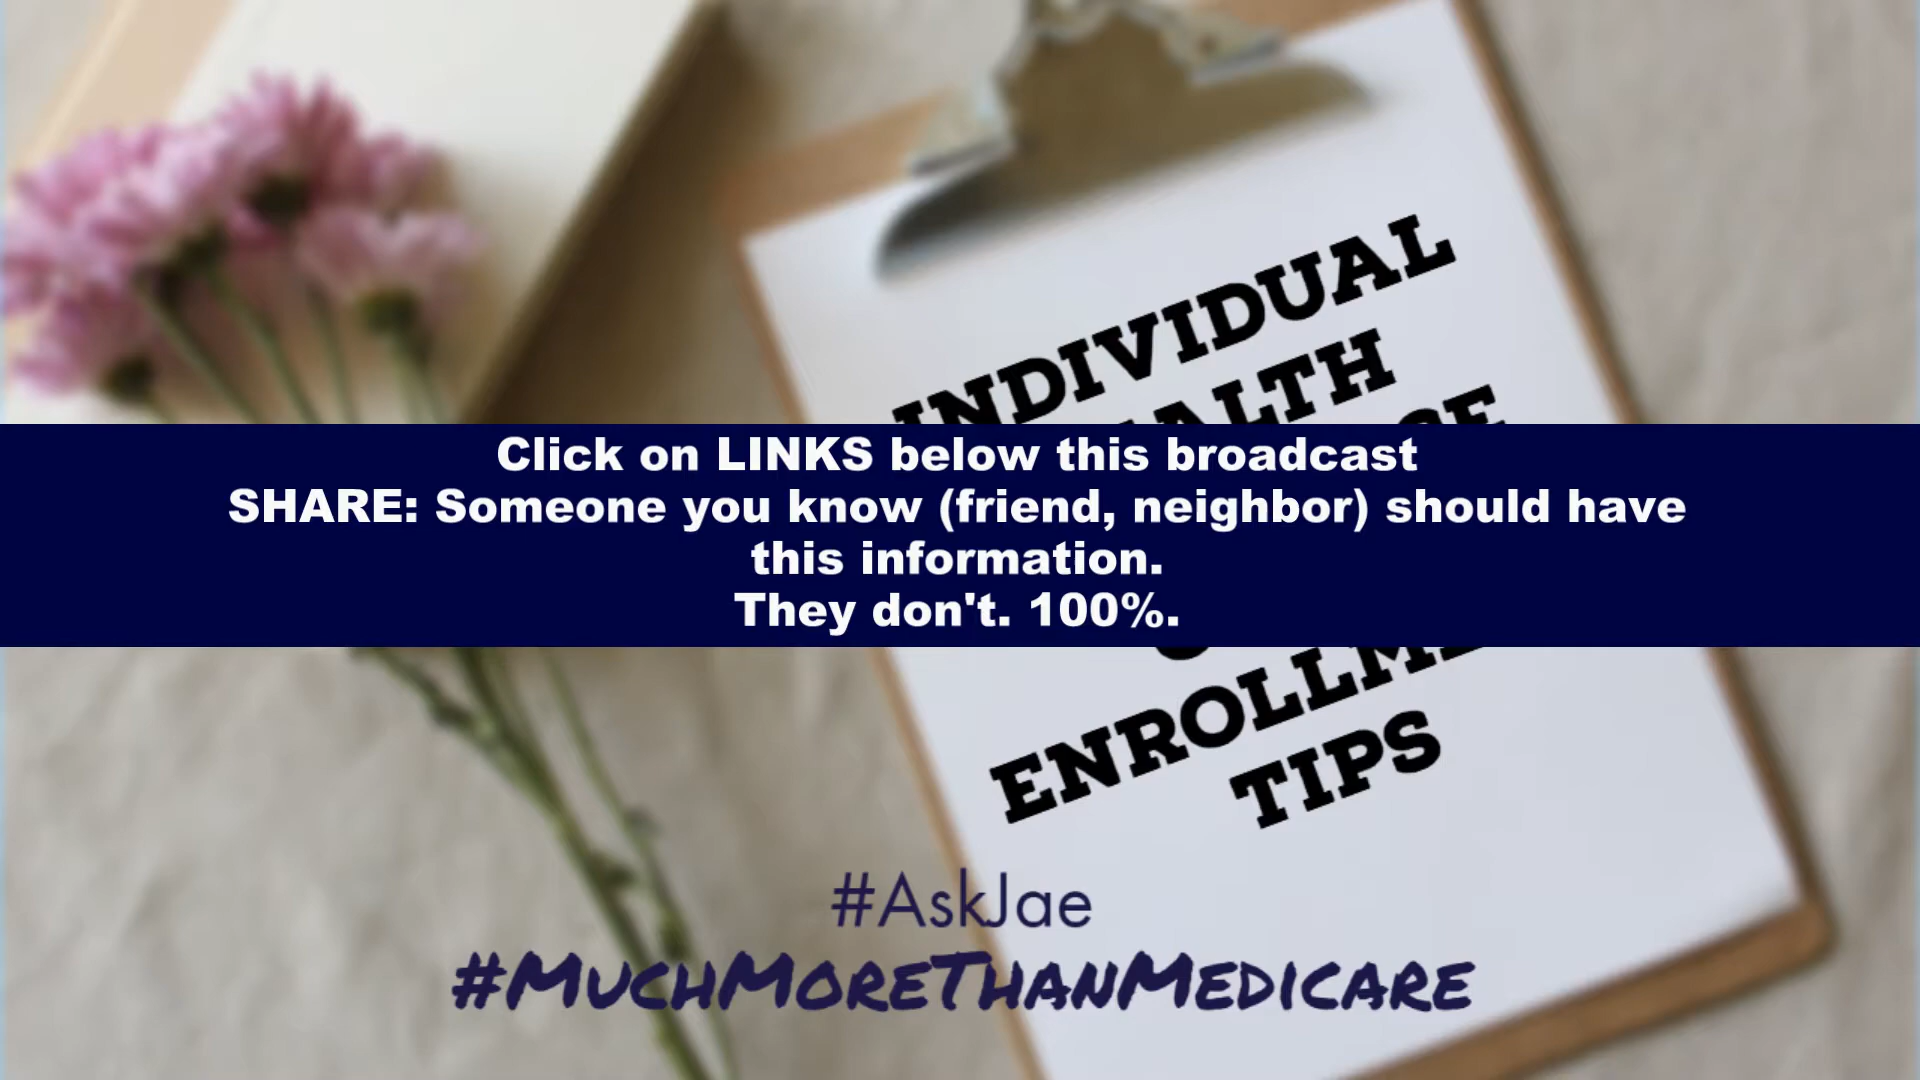 INDIVIDUAL
Click on LINKS below this broadcast
SHARE: Someone you know (friend, neighbor) should have
this information.
They don't. 100%.
TIPS
#AskJae
#MuchMoreThanMedicare